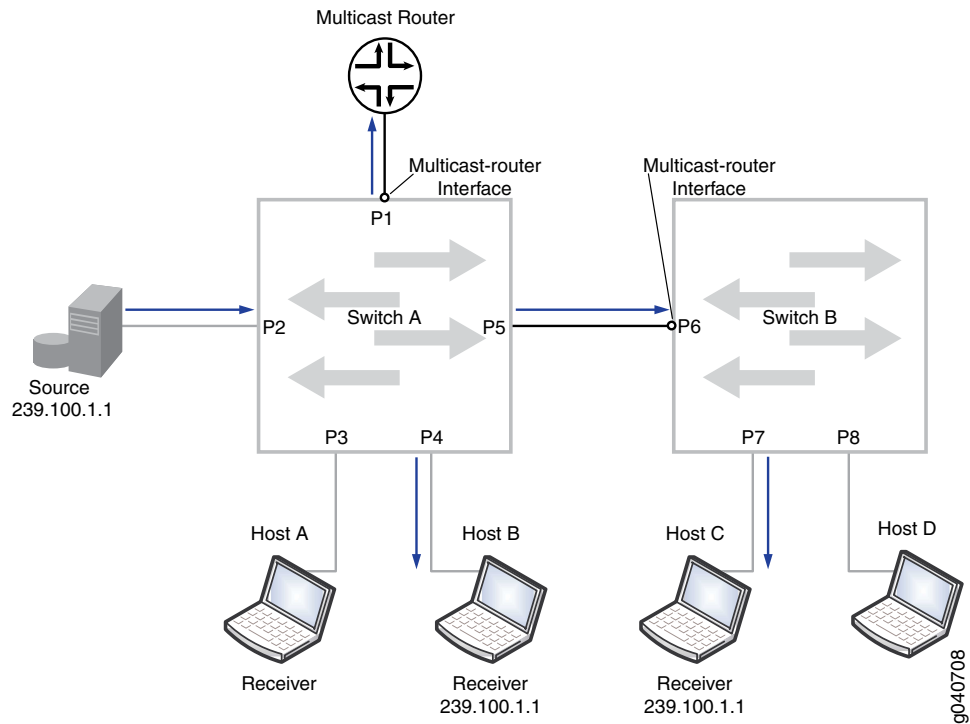 Multicast Router
Multicast-router
Interface
Multicast-router
Interface
P1
Source
239.100.1.1
P2
Switch A
P5
P6
Switch B
P3
P4
P7
P8
Host A
Host B
Host C
Host D
Receiver
Receiver
239.100.1.1
Receiver
239.100.1.1
g040708